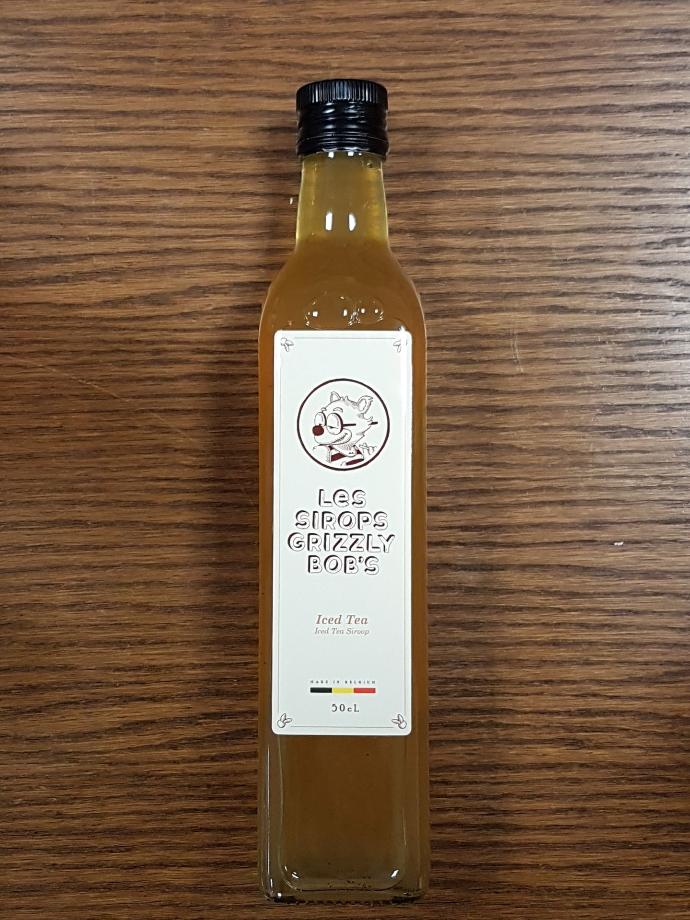 Les
SIROPS
GRIZZLY
BOB'S
Iced Tea
Iced Tea Siroop
MADE IN BELGIUM
50cL